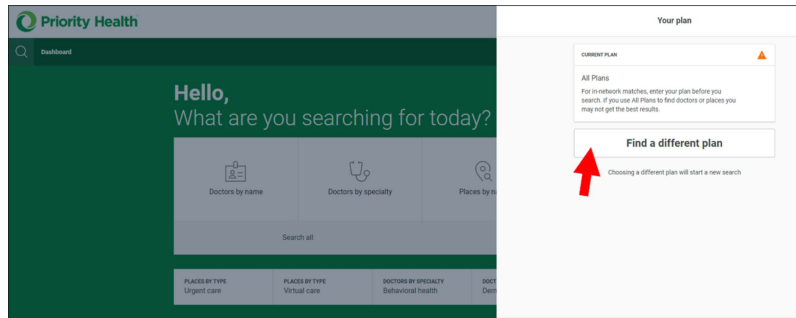 Priority Health
Dashboard
Hello,
What are you searching for today?
Doctors by name
Doctors by specialty
Places by
Search all
PLACES BY TYPE
Urgent care
PLACES BY TYPE
Virtual care
DOCTORS BY SPECIALTY
Behavioral health
Your plan
CURRENT PLAN
All Plans
For in-network matches, enter your plan before you
search. If you use All Plans to find doctors or places you
may not get the best results.
Find a different plan
Choosing a different plan will start a new search